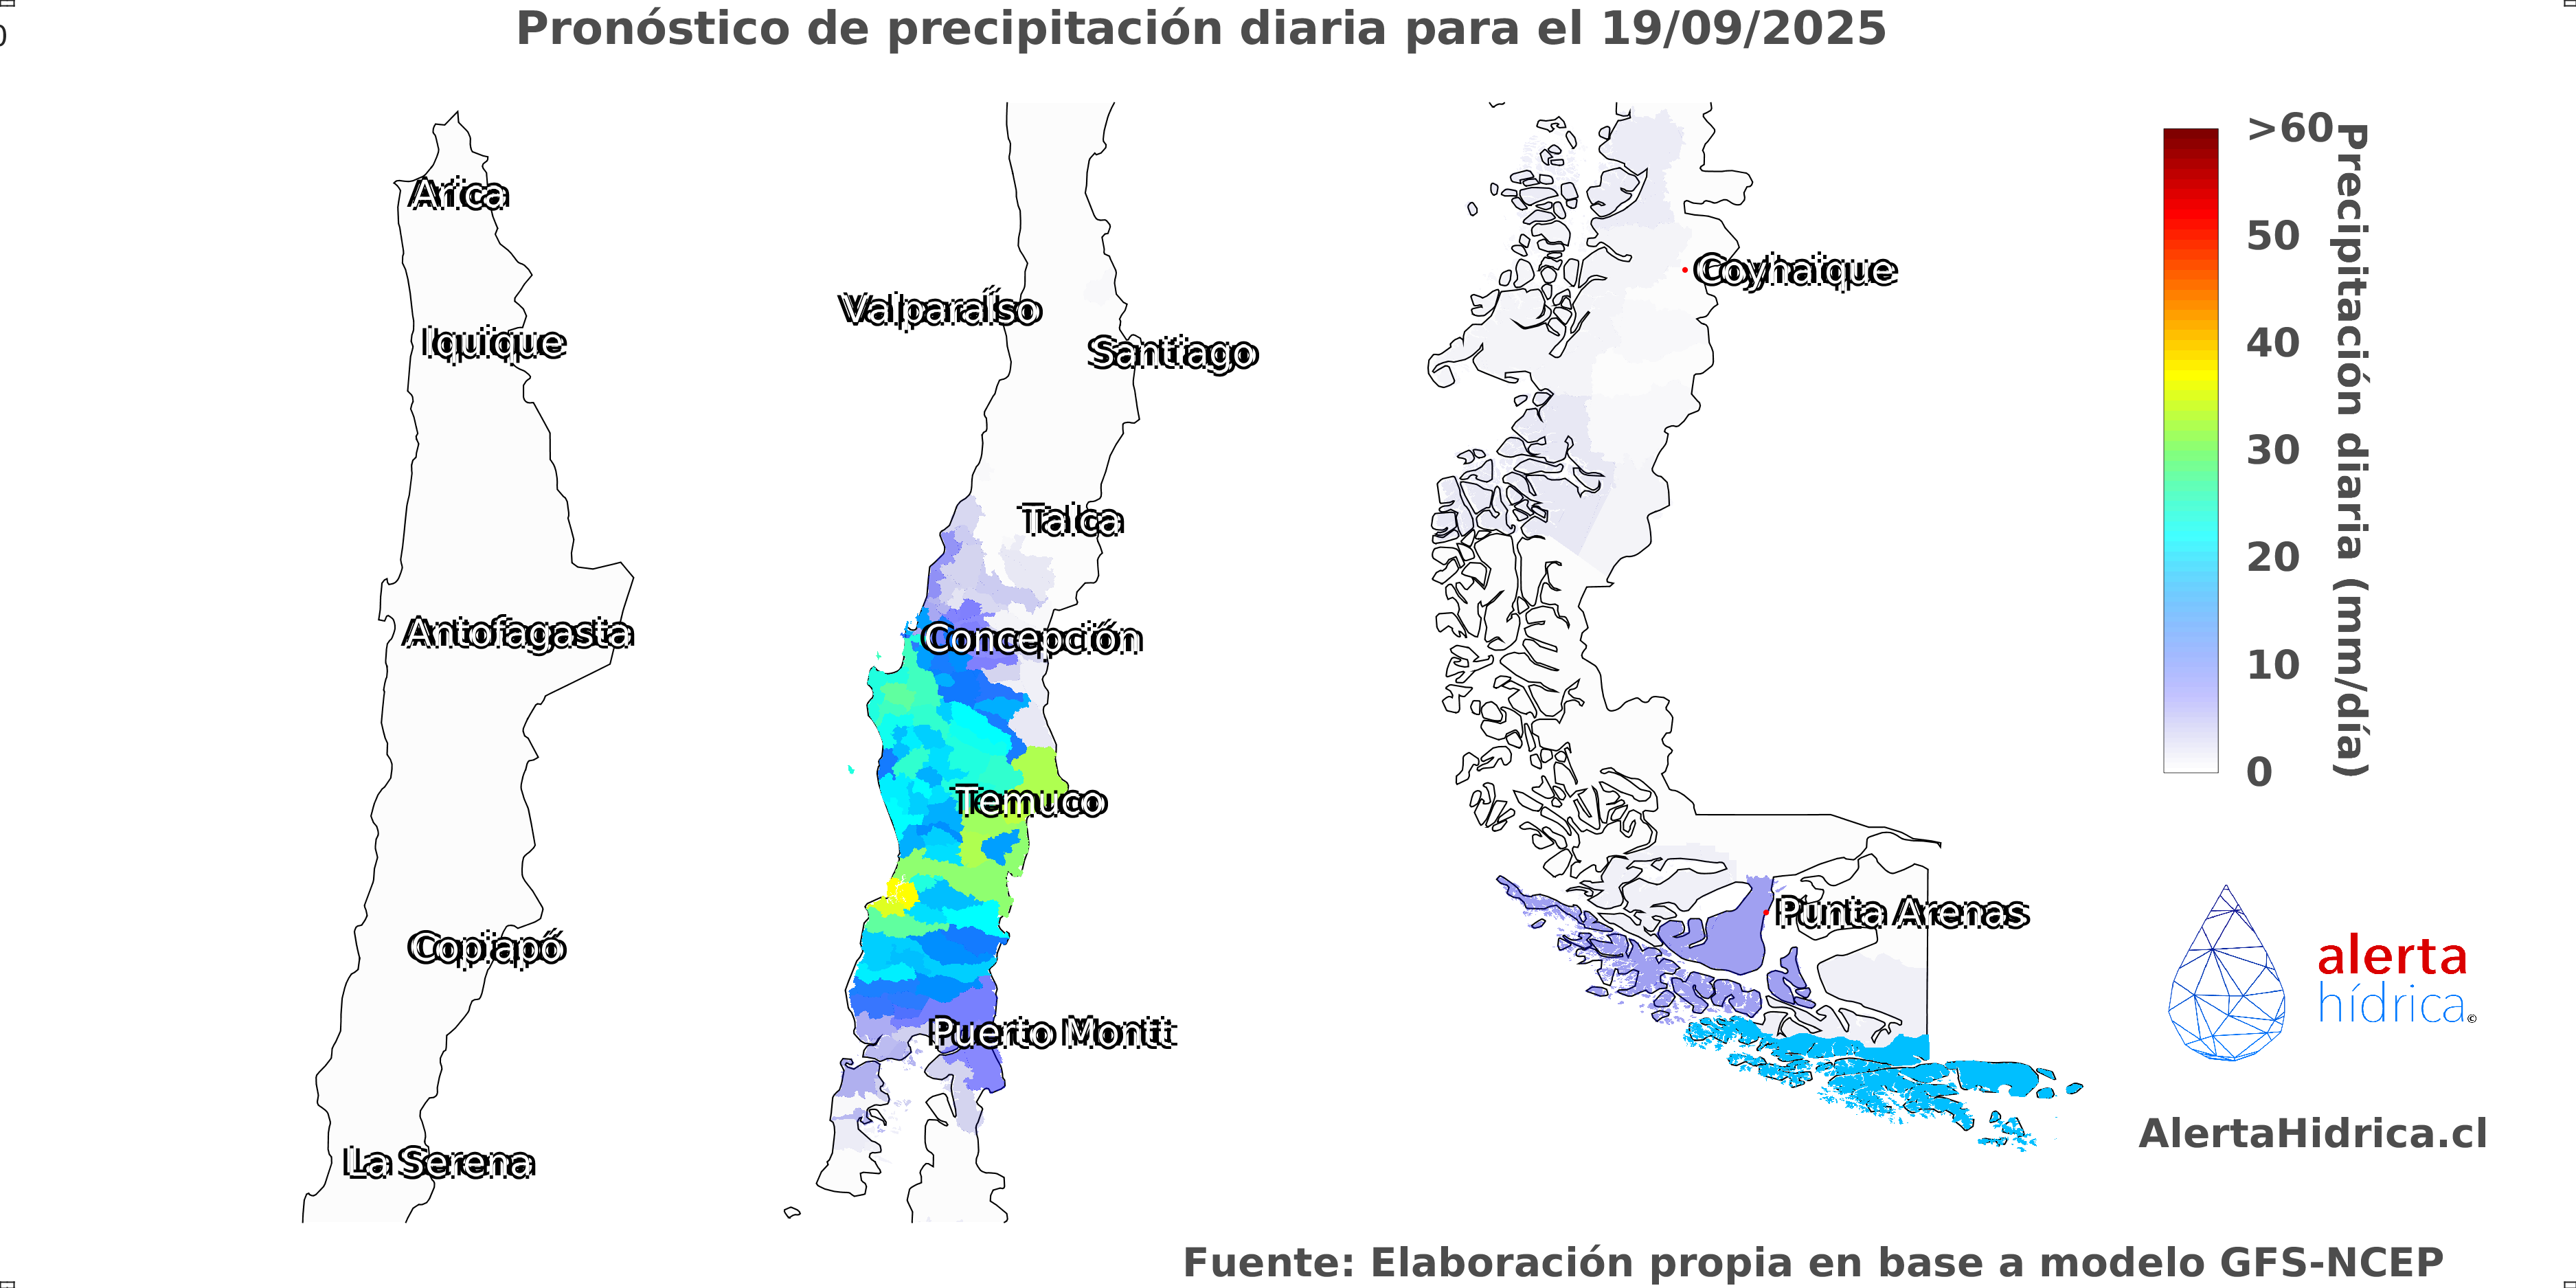 Pronóstico de precipitación diaria para el 19/09/2025
0
Arica
Iquique
Antofagasta
Copiapó
La Serena
Valparaíso
Santiago
Talca
Concepción
Temuco
Puerto Montt
Coyhaique
Punta Arenas
>60
50
40
30
20
10
0
Precipitación diaria (mm/día)
alerta
hídrica©
AlertaHidrica.cl
Fuente: Elaboración propia en base a modelo GFS-NCEP